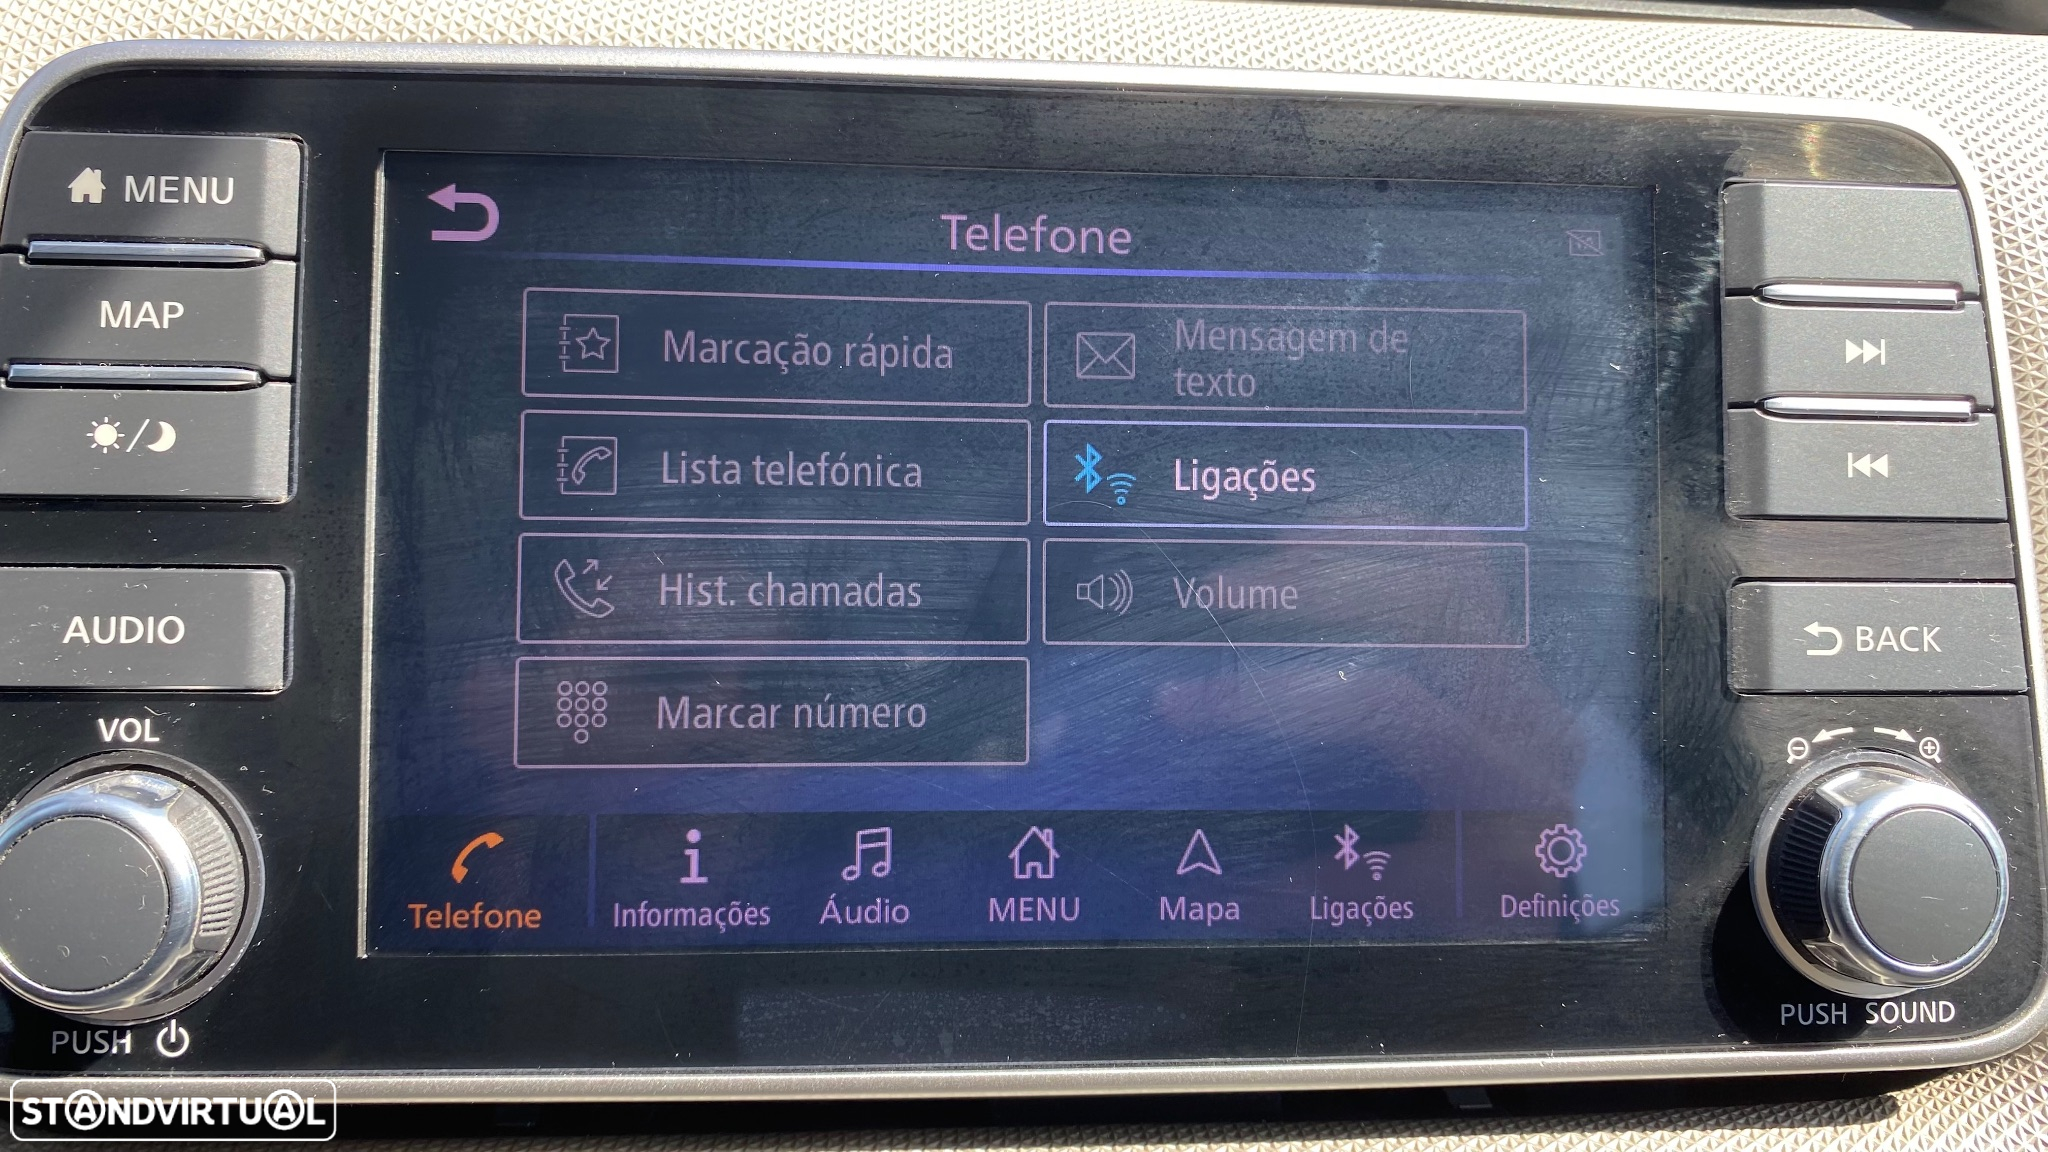 MENU
MAP
AUDIO
VOL
PUSH
Telefone
Marcação rápida
Mensagem de
texto
Lista telefónica
Ligações
Hist. chamadas
Volume
Marcar número
Telefone
Informações
Áudio
MENU
Mapa
Ligações
Definições
BACK
PUSH SOUND
STANDVIRTUAL